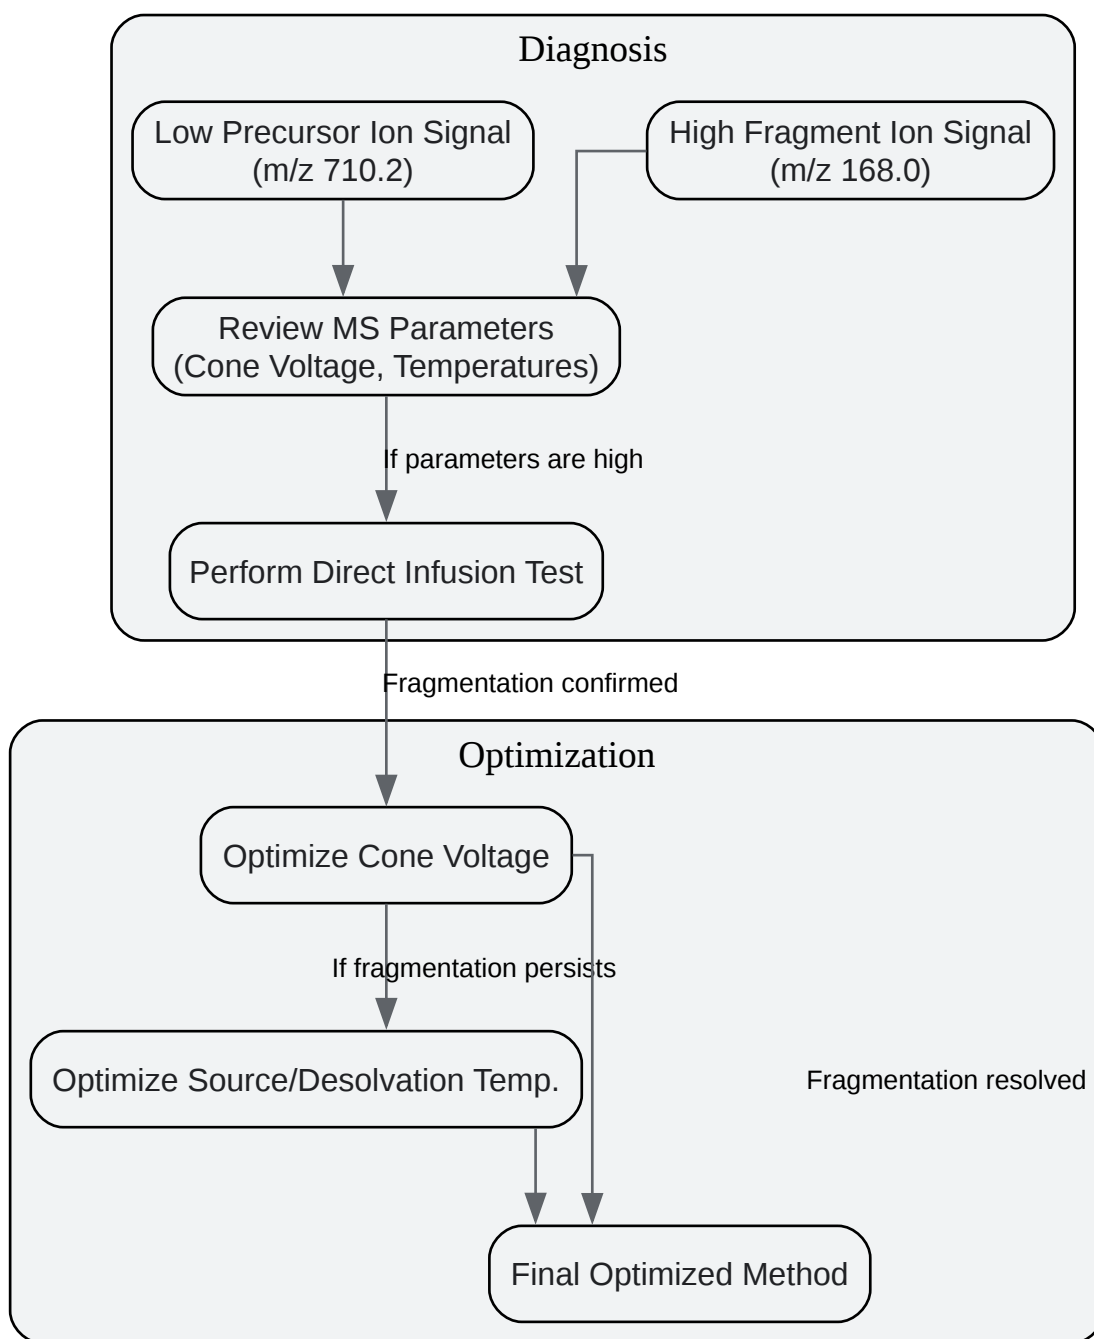 Diagnosis
Low Precursor Ion Signal
(m/z 710.2)
High Fragment Ion Signal
(m/z 168.0)
Review MS Parameters
(Cone Voltage, Temperatures)
If parameters are high
Perform Direct Infusion Test
Fragmentation confirmed
Optimization
Optimize Cone Voltage
If fragmentation persists
Optimize Source/Desolvation Temp.
Fragmentation resolved
Final Optimized Method